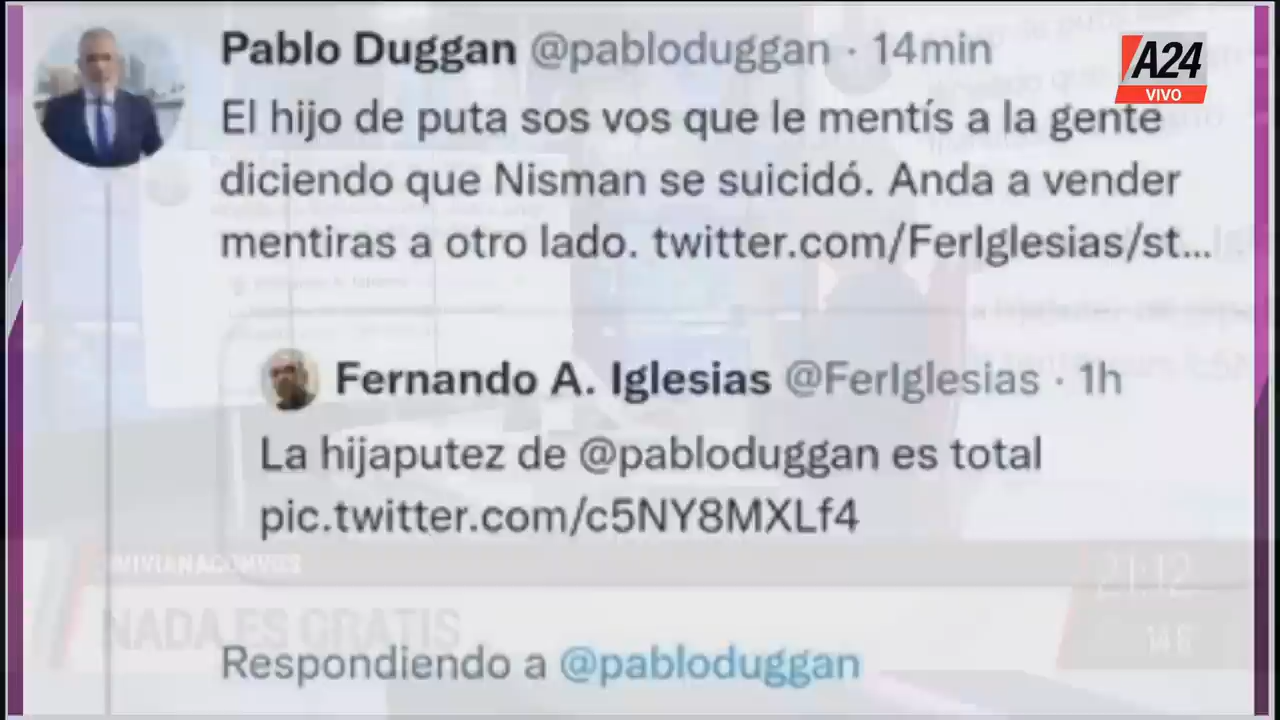 Pablo Duggan @pabloduggan · 14min
A24
VIVO
El hijo de puta sos vos que le mentís a la gente
diciendo que Nisman se suicidó. Anda a vender
mentiras a otro lado. twitter.com/FerIglesias/st...
Fernando A. Iglesias @FerIglesias · 1h
La hijaputez de @pabloduggan es total
pic.twitter.com/c5NY8MXLf4
21:12
NADA ES GRATIS
Respondiendo a @pabloduggan